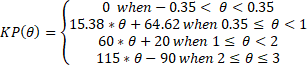 0 when − 0.35 < θ < 0.35
KP(θ) = { 15.38 * θ + 64.62 when 0.35 ≤ θ < 1
60 * θ + 20 when 1 ≤ θ < 2
115 * θ − 90 when 2 ≤ θ ≤ 3